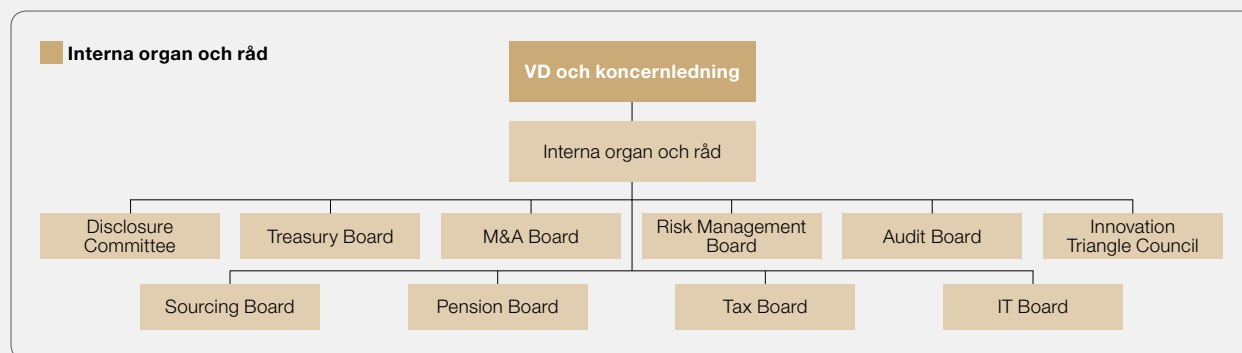 Interna organ och råd
VD och koncernledning
Interna organ och råd
Disclosure
Committee
Treasury Board
M&A Board
Risk Management
Board
Audit Board
Innovation
Triangle Council
Sourcing Board
Pension Board
Tax Board
IT Board